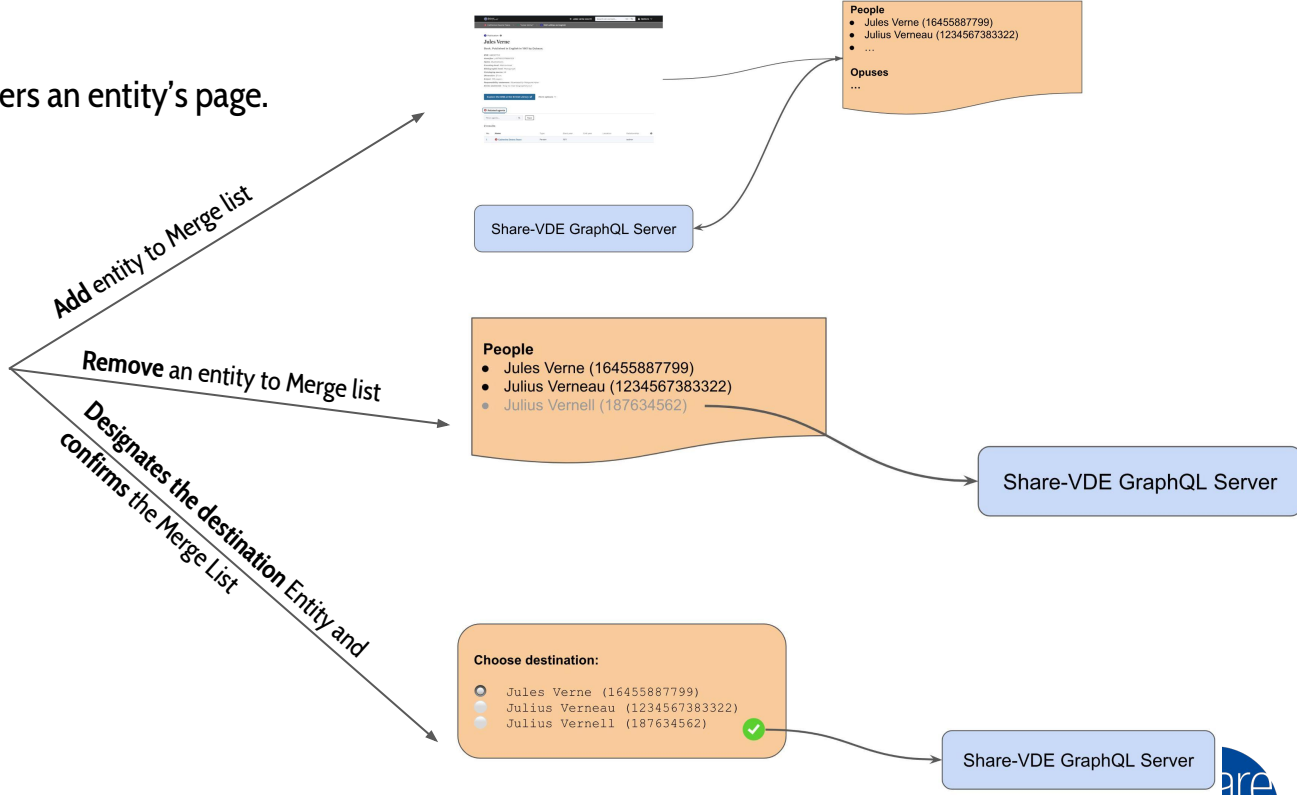 ers an entity's page.
Jules Verne
People
● Jules Verne (16455887799)
● Julius Verneau (1234567383322)
● ...
Opuses
...
Share-VDE GraphQL Server
Add entity to Merge list
Remove an entity to Merge list
Designates the destination Entity and
confirms the Merge List
People
● Jules Verne (16455887799)
● Julius Verneau (1234567383322)
● Julius Vernell (187634562)
Share-VDE GraphQL Server
Choose destination:
Jules Verne (16455887799)
Julius Verneau (1234567383322)
Julius Vernell (187634562)
Share-VDE GraphQL Server
are